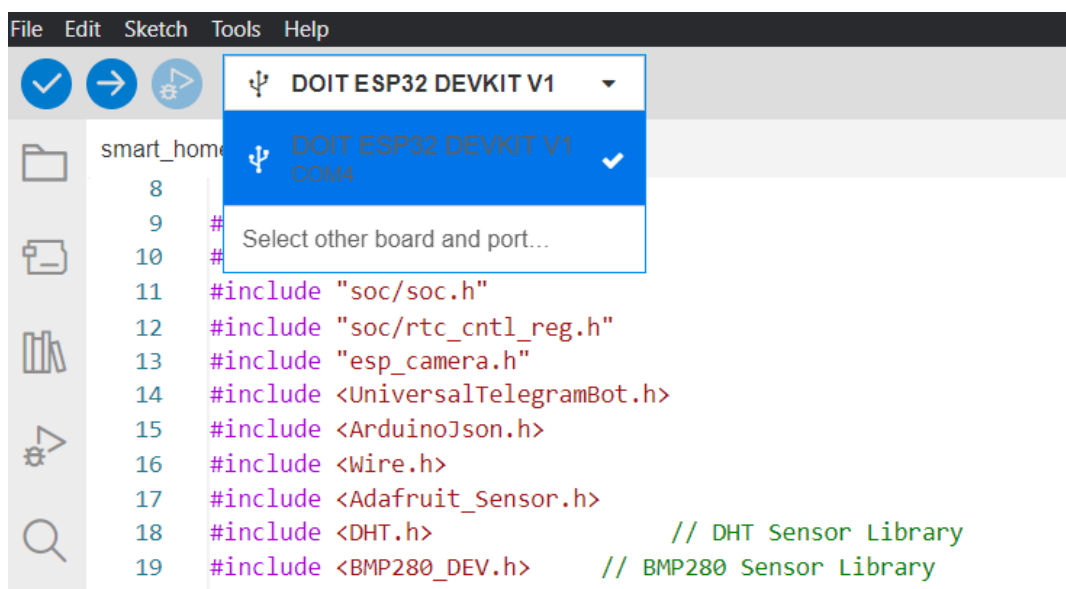 File Edit Sketch Tools Help
DOIT ESP32 DEVKIT V1
smart_hom
DOIT ESP32 DEVKIT V1
COM4
Select other board and port...
8
9 #
10 #
11 #include "soc/soc.h"
12 #include "soc/rtc_cntl_reg.h"
13 #include "esp_camera.h"
14 #include <UniversalTelegramBot.h>
15 #include <ArduinoJson.h>
16 #include <Wire.h>
17 #include <Adafruit_Sensor.h>
18 #include <DHT.h> // DHT Sensor Library
19 #include <BMP280_DEV.h> // BMP280 Sensor Library